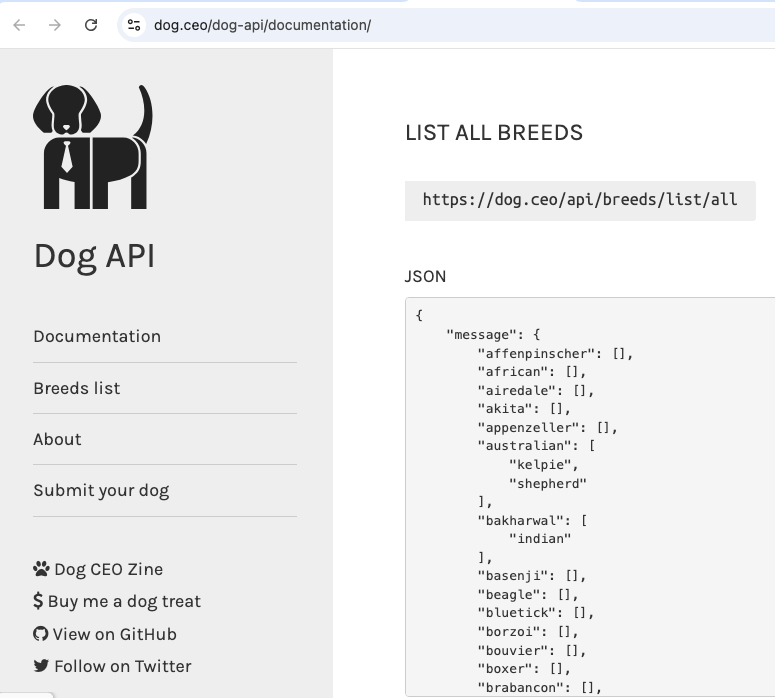 dog.ceo/dog-api/documentation/
Dog API
Documentation
Breeds list
About
Submit your dog
Dog CEO Zine
Buy me a dog treat
View on GitHub
Follow on Twitter
LIST ALL BREEDS
https://dog.ceo/api/breeds/list/all
JSON
{
    "message": {
        "affenpinscher": [],
        "african": [],
        "airedale": [],
        "akita": [],
        "appenzeller": [],
        "australian": [
            "kelpie",
            "shepherd"
        ],
        "bakharwal": [
            "indian"
        ],
        "basenji": [],
        "beagle": [],
        "bluetick": [],
        "borzoi": [],
        "bouvier": [],
        "boxer": [],
        "brabancon": [],